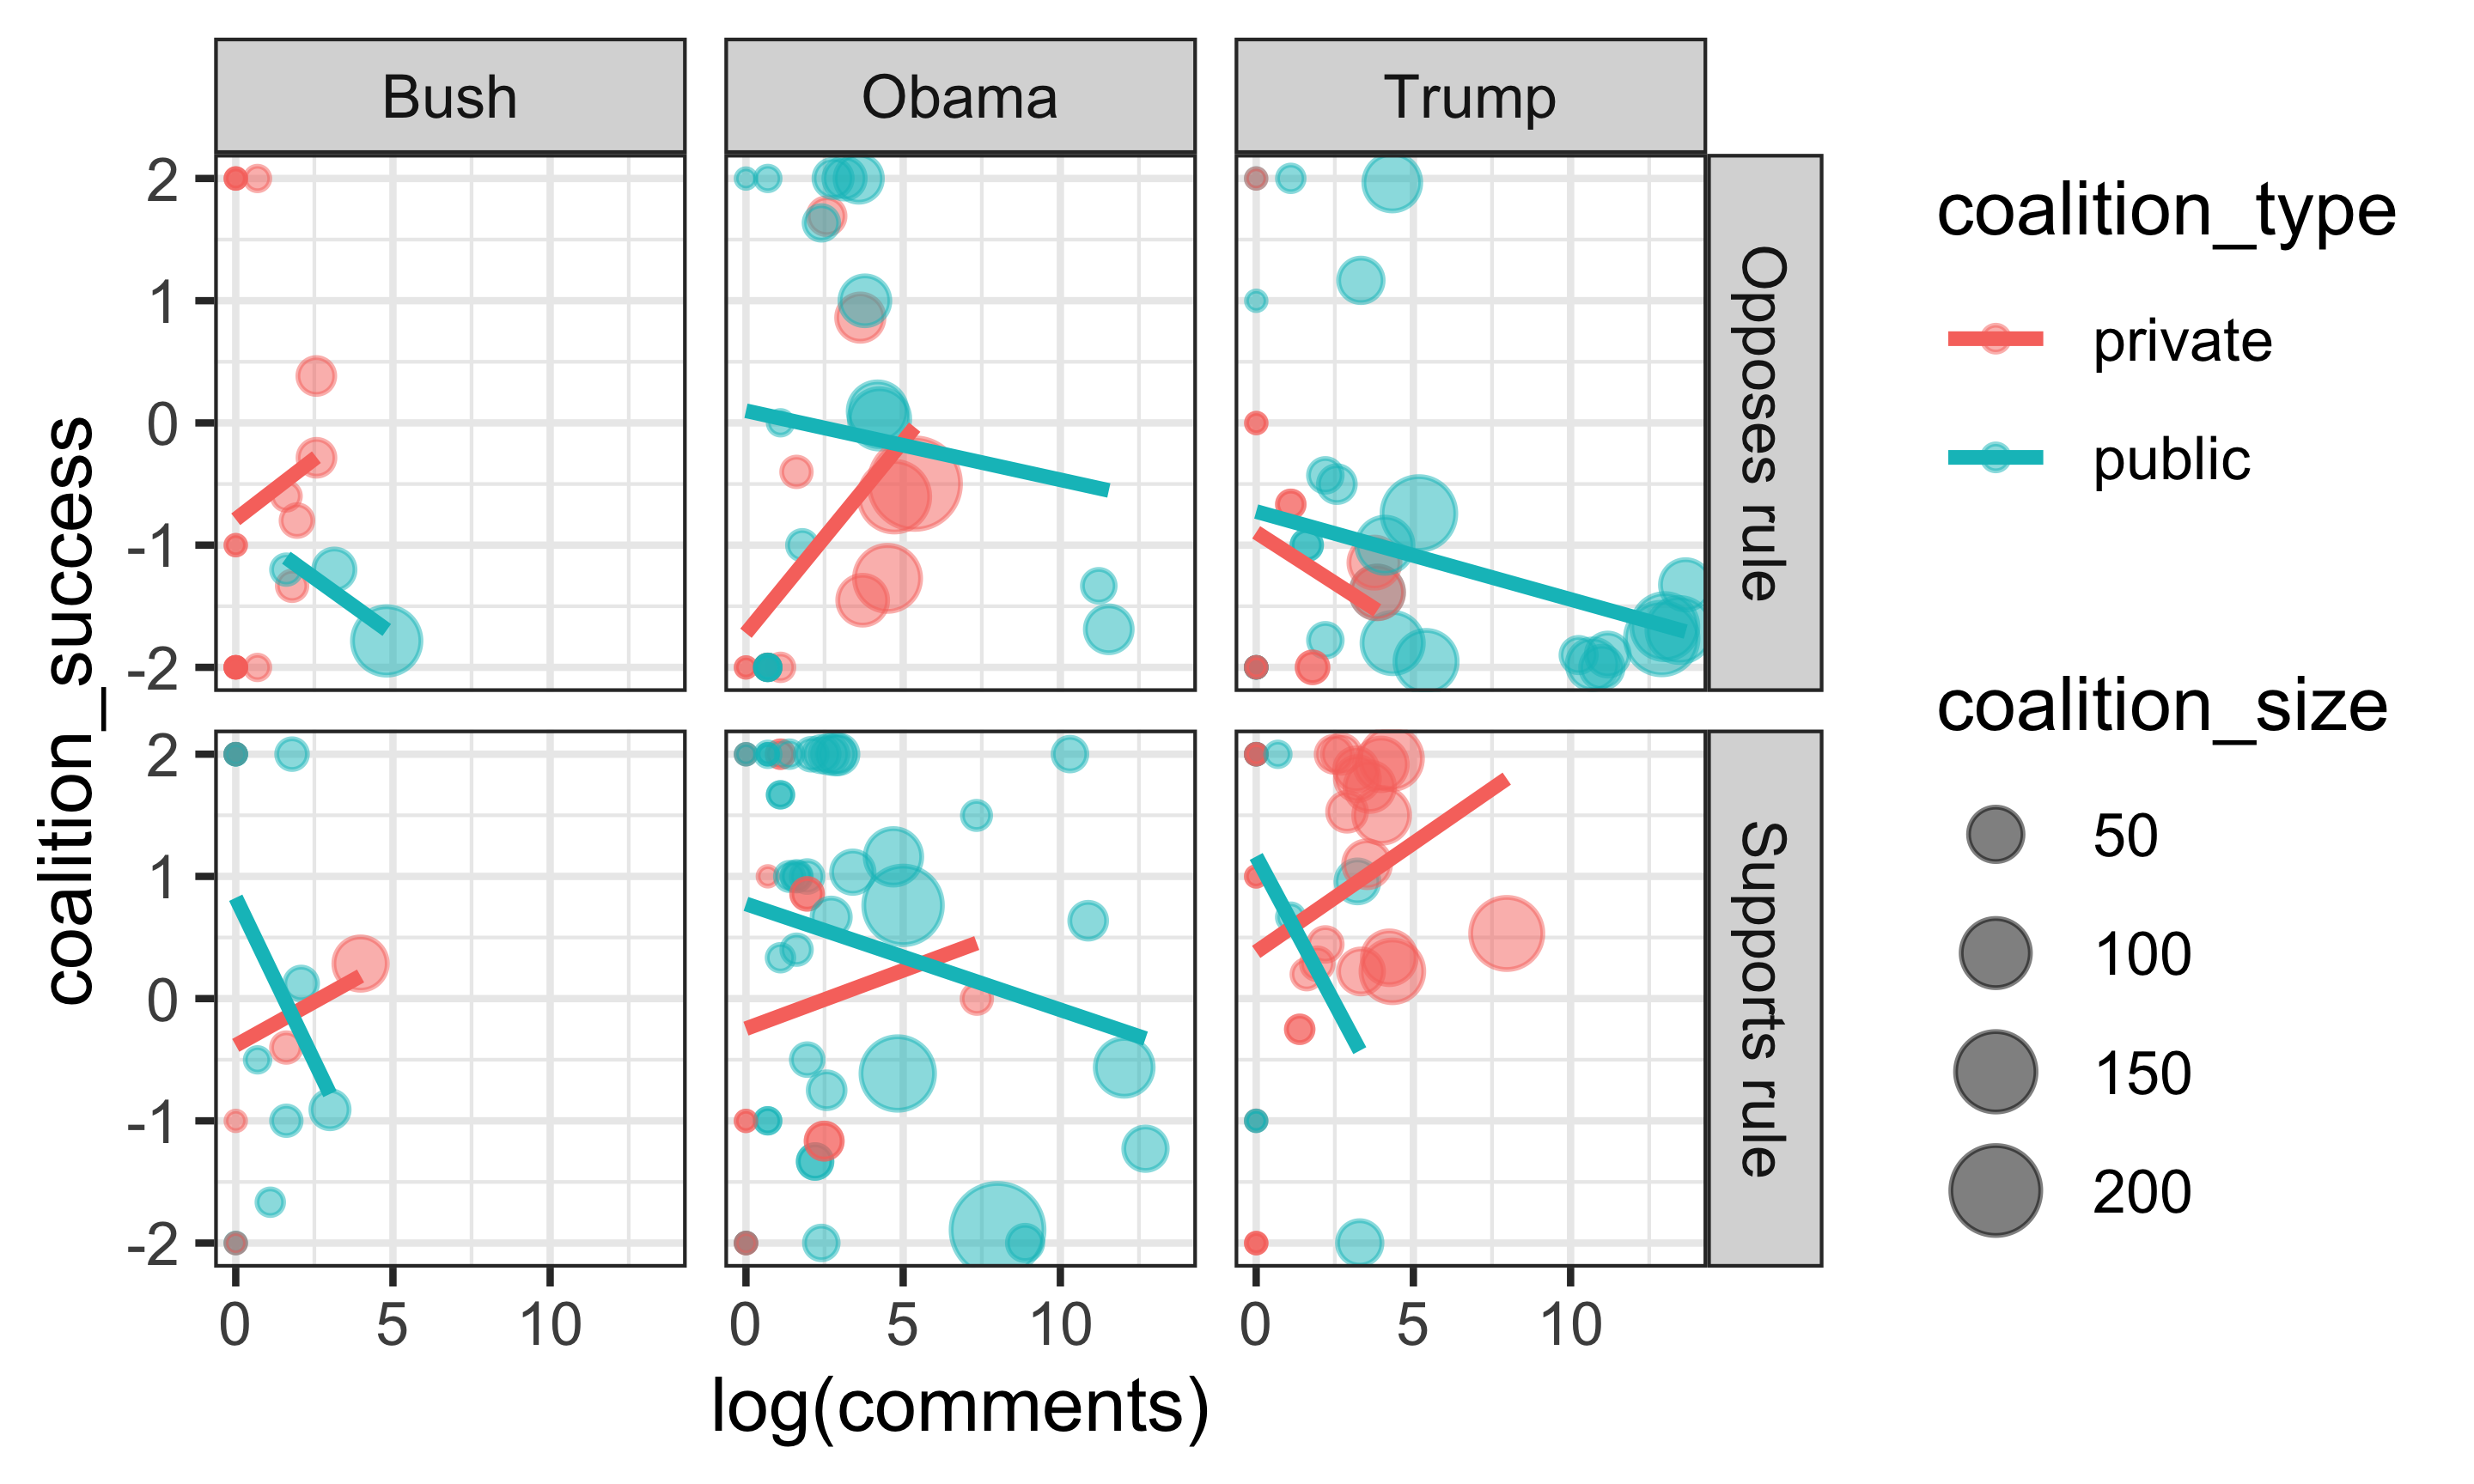 Bush
Obama
Trump
2
1
0
-1
-2
Opposes rule
2
1
0
-1
-2
Supports rule
coalition_success
0
5
10
0
5
10
0
5
10
log(comments)
coalition_type
private
public
coalition_size
50
100
150
200